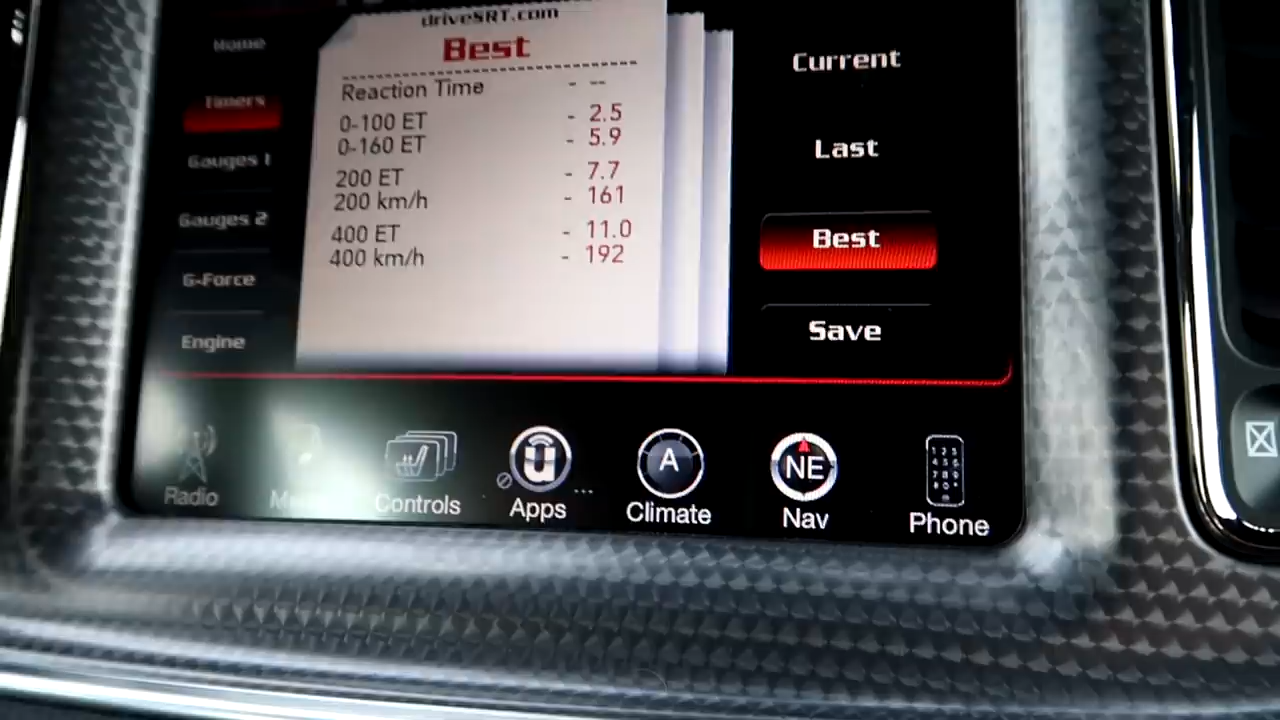 driveSRT.com
Best
Reaction Time - --
0-100 ET - 2.5
0-160 ET - 5.9
200 ET - 7.7
200 km/h - 161
400 ET - 11.0
400 km/h - 192
Home
Timers
Gauges 1
Gauges 2
G-Force
Engine
Current
Last
Best
Save
Radio
Controls
Apps
A
Climate
NE
Nav
Phone